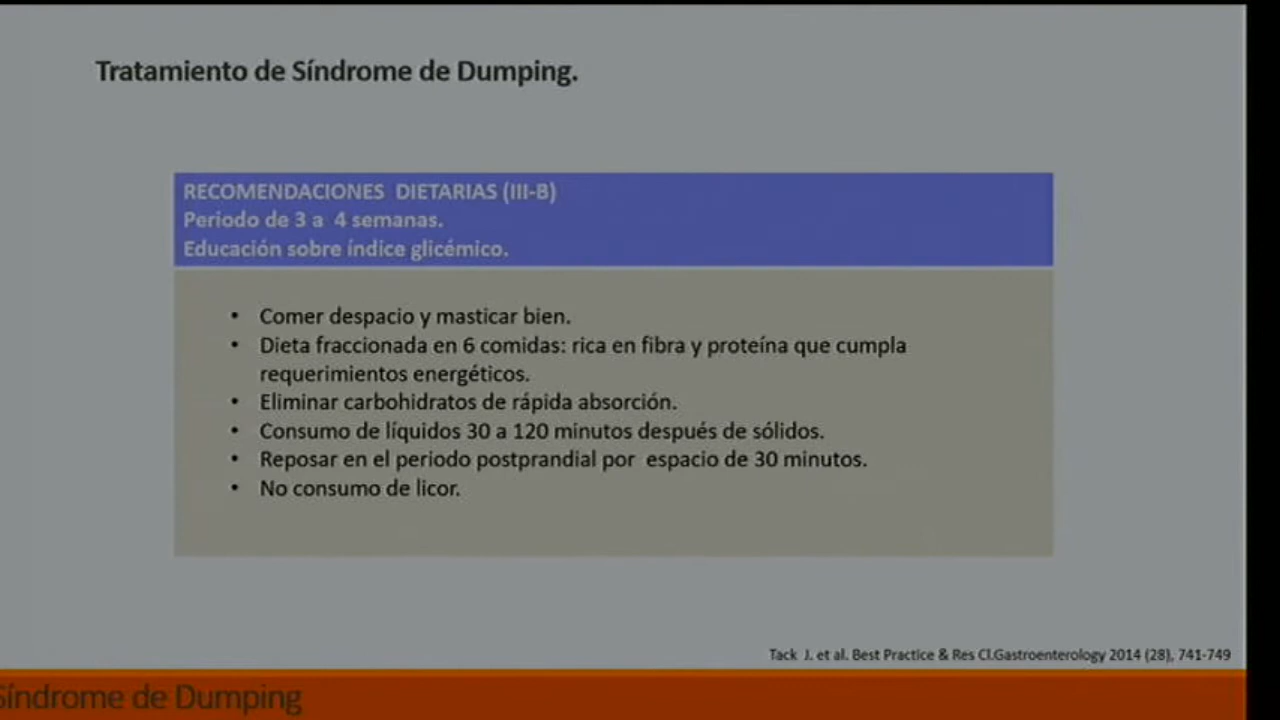 Tratamiento de Síndrome de Dumping.
RECOMENDACIONES DIETARIAS (III-B)
Periodo de 3 a 4 semanas.
Educación sobre índice glicémico.
• Comer despacio y masticar bien.
• Dieta fraccionada en 6 comidas: rica en fibra y proteína que cumpla
requerimientos energéticos.
• Eliminar carbohidratos de rápida absorción.
• Consumo de líquidos 30 a 120 minutos después de sólidos.
• Reposar en el periodo postprandial por espacio de 30 minutos.
• No consumo de licor.
Tack J. et al. Best Practice & Res Cl.Gastroenterology 2014 (28), 741-749
Síndrome de Dumping